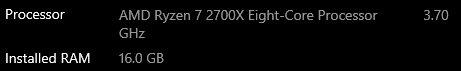 Processor AMD Ryzen 7 2700X Eight-Core Processor 3.70
GHz
Installed RAM 16.0 GB